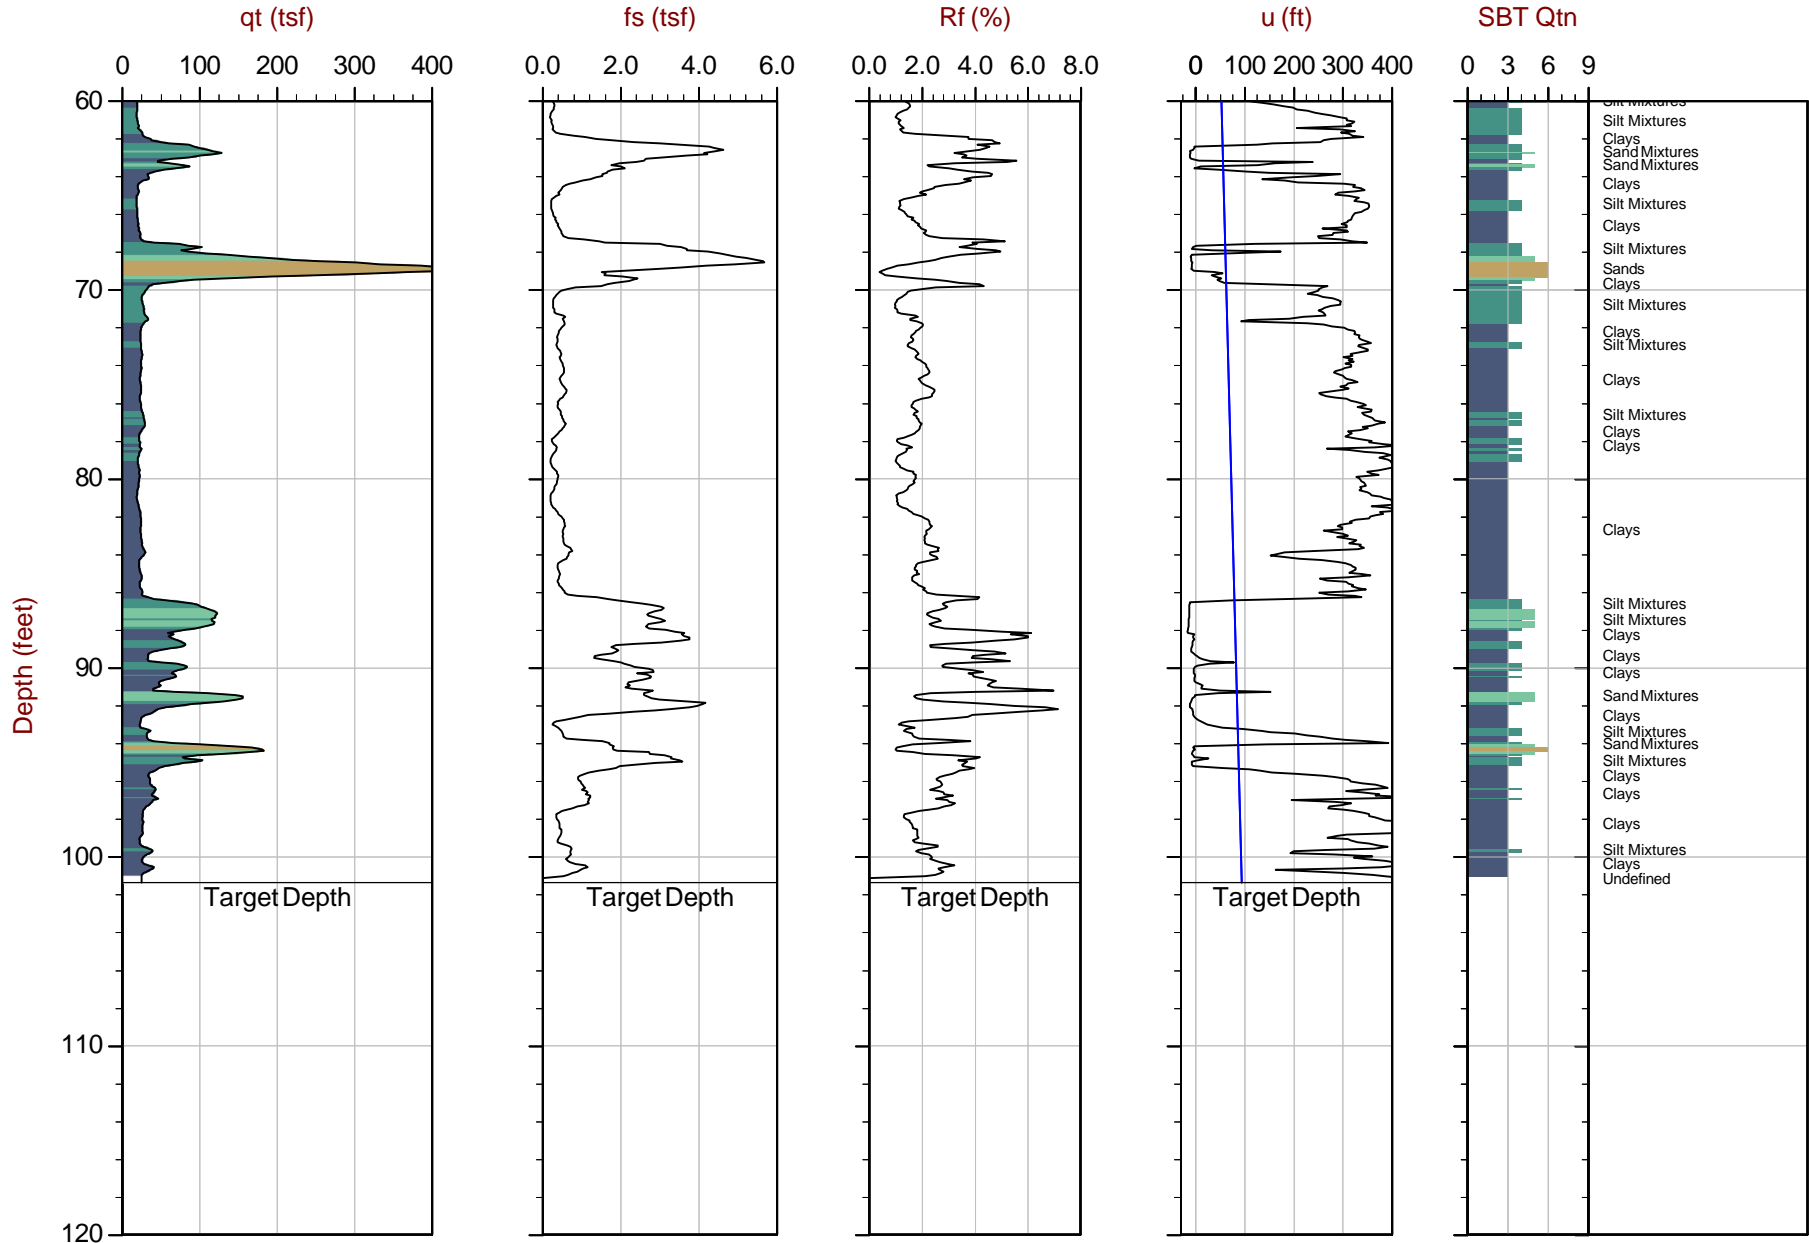 qt (tsf) fs (tsf) Rf (%) u (ft) SBT Qtn
0 100 200 300 400 0.0 2.0 4.0 6.0 0.0 2.0 4.0 6.0 8.0 0 100 200 300 400 0 3 6 9
Depth (feet)
60
70
80
90
100
110
120
Silt Mixtures
Silt Mixtures
Clays
Sand Mixtures
Sand Mixtures
Clays
Silt Mixtures
Clays
Silt Mixtures
Sands
Clays
Silt Mixtures
Clays
Silt Mixtures
Clays
Silt Mixtures
Clays
Clays
Clays
Silt Mixtures
Silt Mixtures
Clays
Clays
Clays
Sand Mixtures
Clays
Silt Mixtures
Sand Mixtures
Silt Mixtures
Clays
Clays
Clays
Silt Mixtures
Clays
Undefined
Target Depth Target Depth Target Depth Target Depth